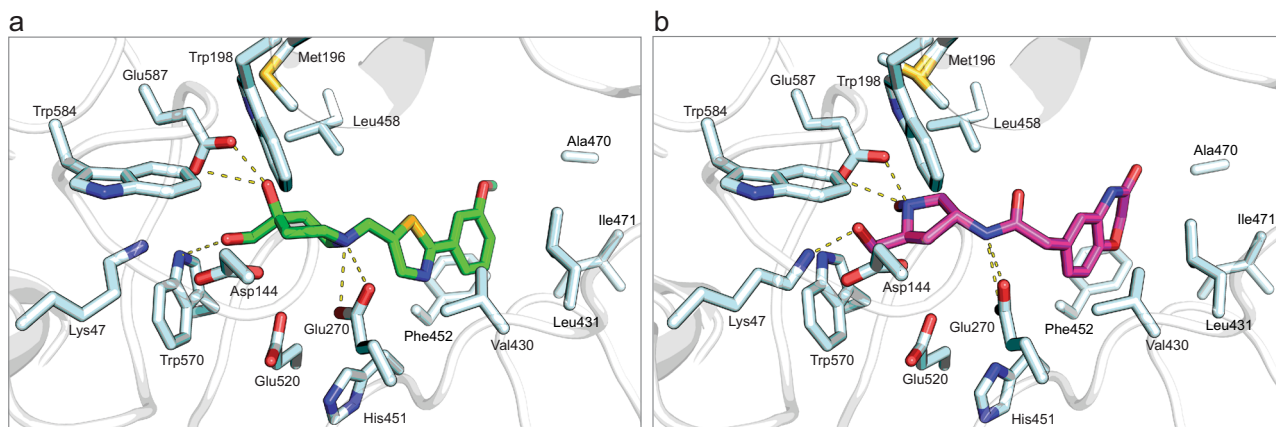 a
Trp198
Met196
Glu587
Trp584
Leu458
Ala470
Ile471
Asp144
Lys47
Glu270
Phe452
Leu431
Trp570
Val430
Glu520
His451
b
Met196
Glu587
Trp198
Trp584
Leu458
Ala470
Ile471
Asp144
Lys47
Glu270
Phe452
Leu431
Trp570
Val430
Glu520
His451